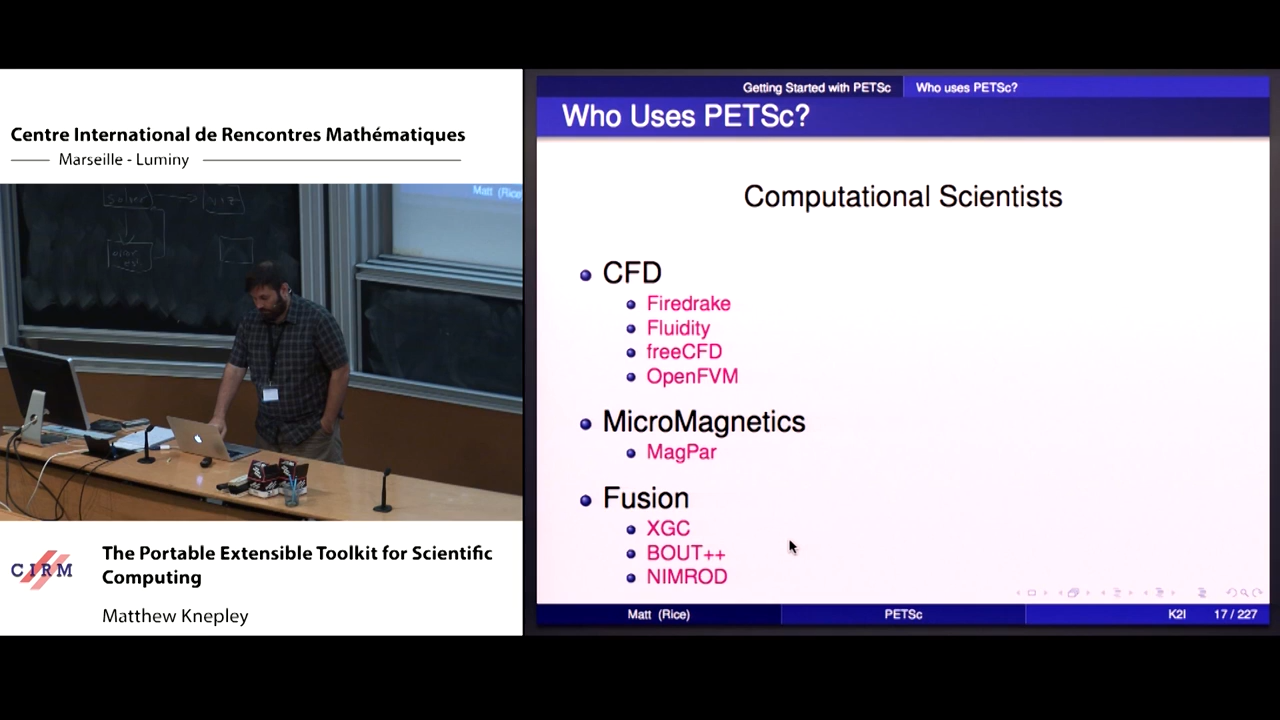 Centre International de Rencontres Mathématiques
Marseille - Luminy
Matt (Rice
CIRM
The Portable Extensible Toolkit for Scientific
Computing
Matthew Knepley
Getting Started with PETSc
Who uses PETSc?
Who Uses PETSc?
Computational Scientists
CFD
Firedrake
Fluidity
freeCFD
OpenFVM
MicroMagnetics
MagPar
Fusion
XGC
BOUT++
NIMROD
Matt (Rice)
PETSc
K2I
17 / 227